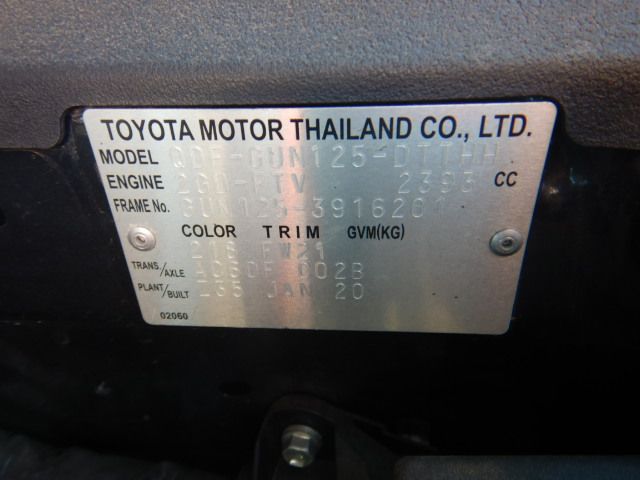 TOYOTA MOTOR THAILAND CO., LTD.
MODEL QDF-GUN125-DTTHH
ENGINE 2GD-FTV 2393 CC
FRAME No. GUN125-3916201
COLOR TRIM GVM(KG)
218 FW21
TRANS/AXLE AC60F 002B
PLANT/BUILT Z35 JAN 20
02060